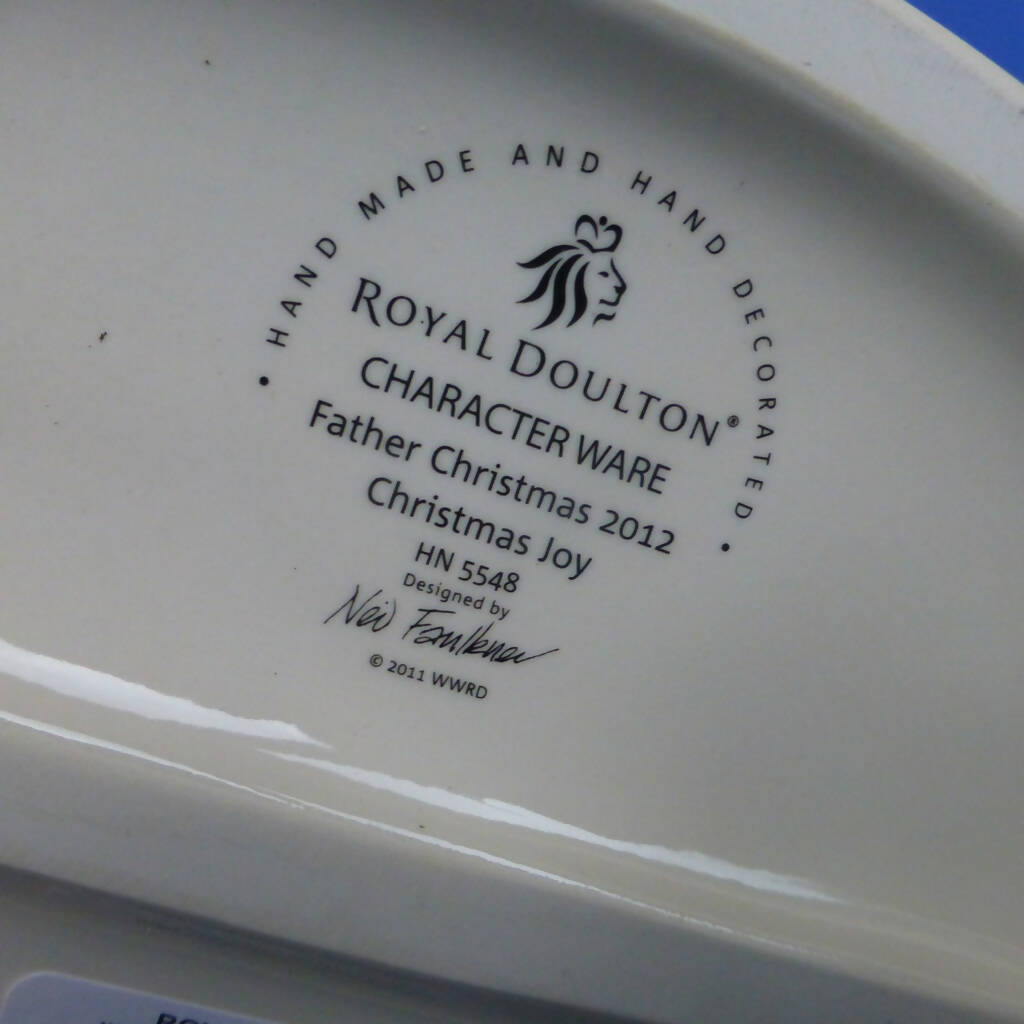 • HAND MADE AND HAND DECORATED •
ROYAL DOULTON®
CHARACTER WARE
Father Christmas 2012
Christmas Joy
HN 5548
Designed by
Neil Faulkner
© 2011 WWRD